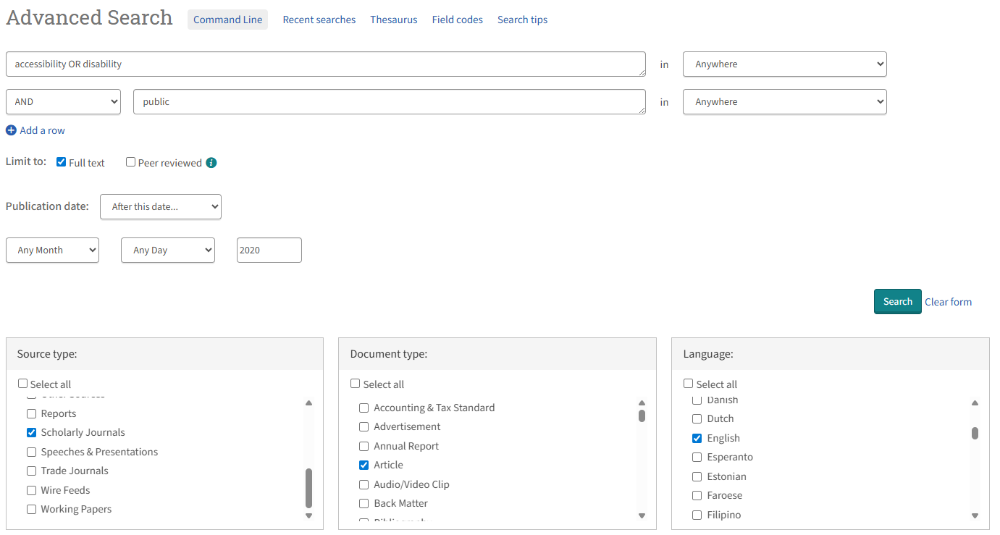 Advanced Search Command Line Recent searches Thesaurus Field codes Search tips
accessibility OR disability in Anywhere
AND public in Anywhere
Add a row
Limit to: Full text Peer reviewed i
Publication date: After this date...
Any Month Any Day 2020
Search Clear form
Source type:
Select all
Other Sources
Reports
Scholarly Journals
Speeches & Presentations
Trade Journals
Wire Feeds
Working Papers
Document type:
Select all
Accounting & Tax Standard
Advertisement
Annual Report
Article
Audio/Video Clip
Back Matter
Bibliography
Language:
Select all
Danish
Dutch
English
Esperanto
Estonian
Faroese
Filipino